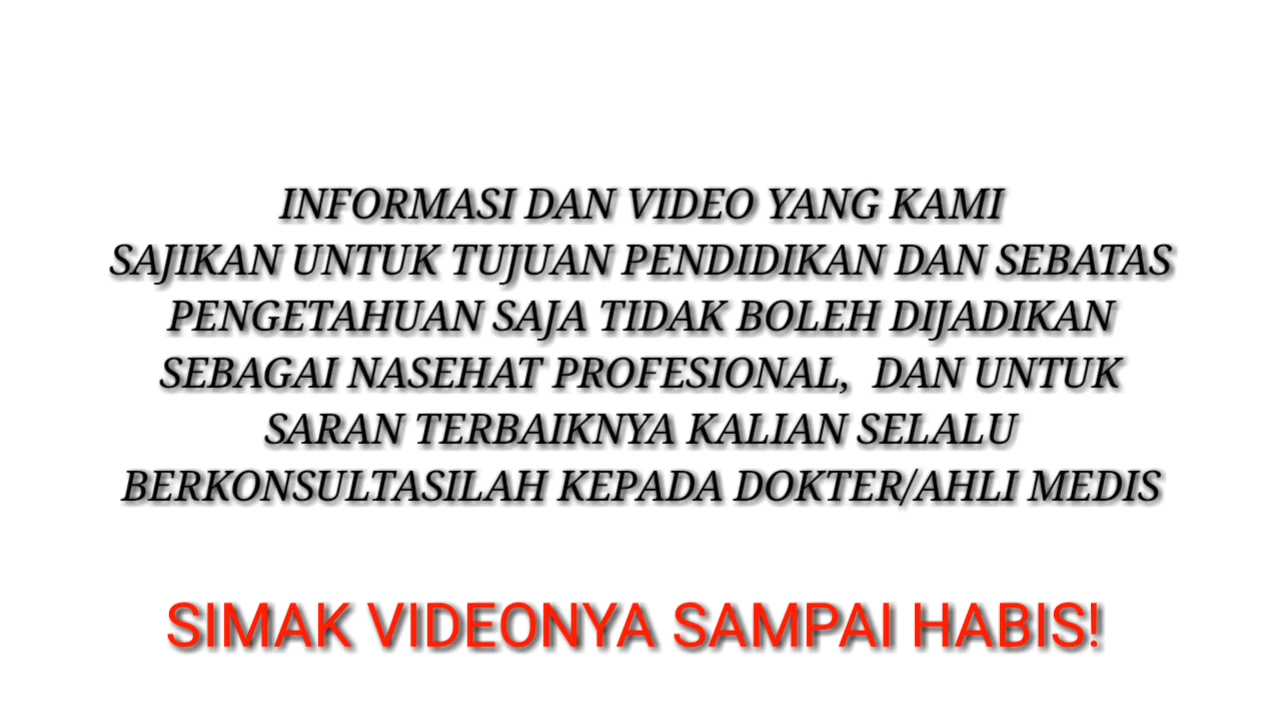 INFORMASI DAN VIDEO YANG KAMI
SAJIKAN UNTUK TUJUAN PENDIDIKAN DAN SEBATAS
PENGETAHUAN SAJA TIDAK BOLEH DIJADIKAN
SEBAGAI NASEHAT PROFESIONAL, DAN UNTUK
SARAN TERBAIKNYA KALIAN SELALU
BERKONSULTASILAH KEPADA DOKTER/AHLI MEDIS
SIMAK VIDEONYA SAMPAI HABIS!